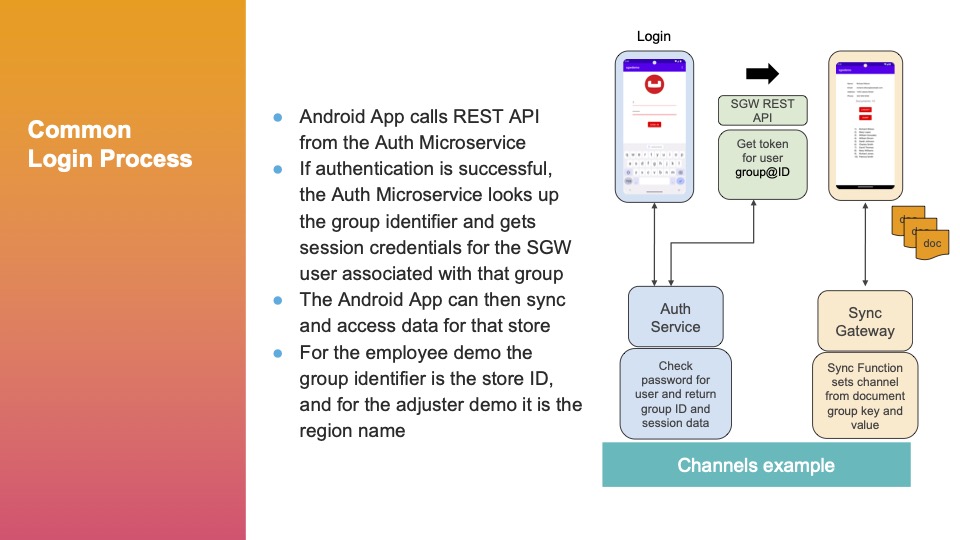 Common
Login Process
Android App calls REST API
from the Auth Microservice
If authentication is successful,
the Auth Microservice looks up
the group identifier and gets
session credentials for the SGW
user associated with that group
The Android App can then sync
and access data for that store
For the employee demo the
group identifier is the store ID,
and for the adjuster demo it is the
region name
Login
SGW REST
API
Get token
for user
group@ID
doc
doc
doc
Auth
Service
Check
password for
user and return
group ID and
session data
Sync
Gateway
Sync Function
sets channel
from document
group key and
value
Channels example